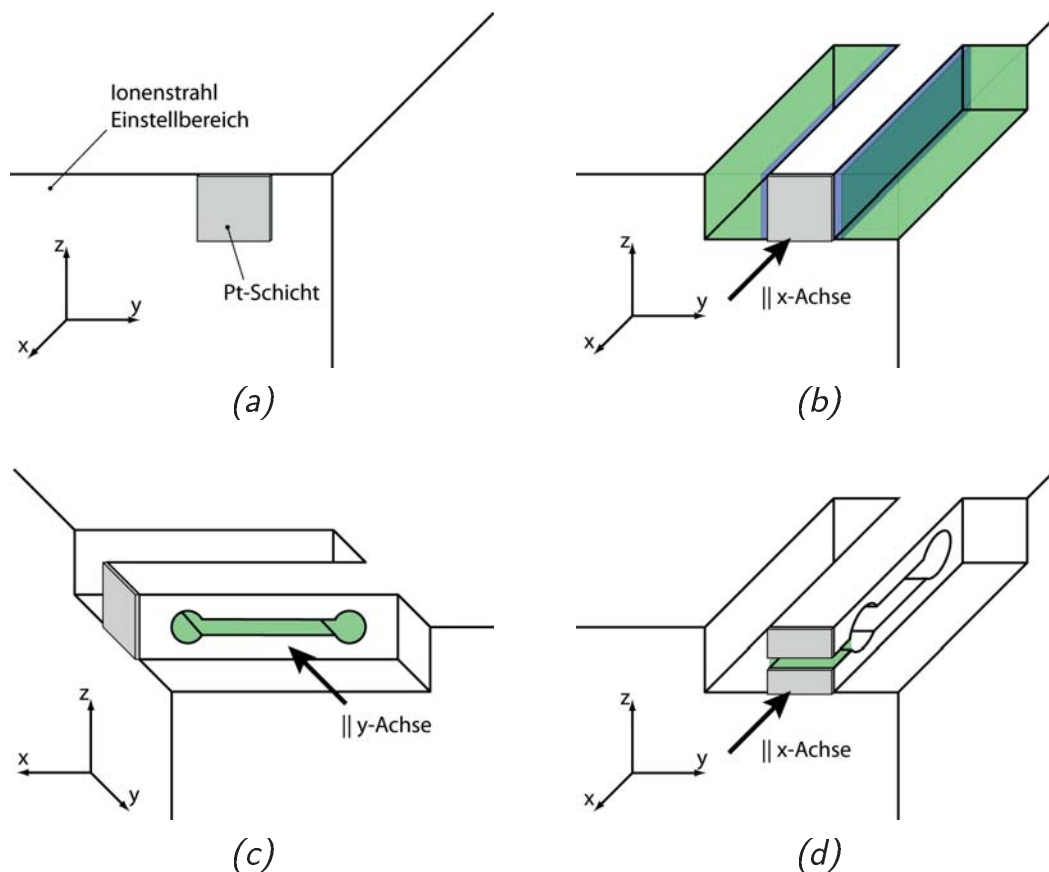 Ionenstrahl
Einstellbereich
Pt-Schicht
z
y
x
(a)
z
y
x
|| x-Achse
(b)
z
x
y
|| y-Achse
(c)
z
y
x
|| x-Achse
(d)